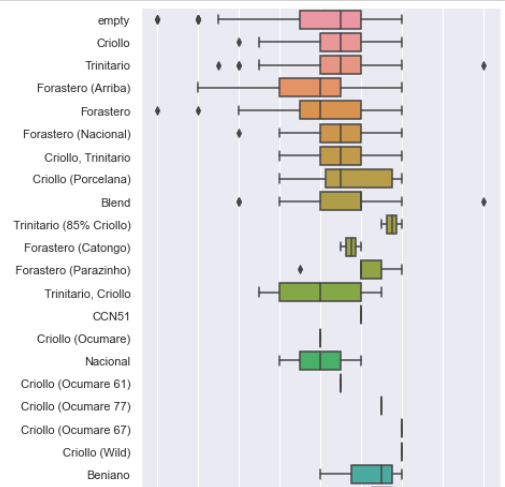 empty
Criollo
Trinitario
Forastero (Arriba)
Forastero
Forastero (Nacional)
Criollo, Trinitario
Criollo (Porcelana)
Blend
Trinitario (85% Criollo)
Forastero (Catongo)
Forastero (Parazinho)
Trinitario, Criollo
CCN51
Criollo (Ocumare)
Nacional
Criollo (Ocumare 61)
Criollo (Ocumare 77)
Criollo (Ocumare 67)
Criollo (Wild)
Beniano